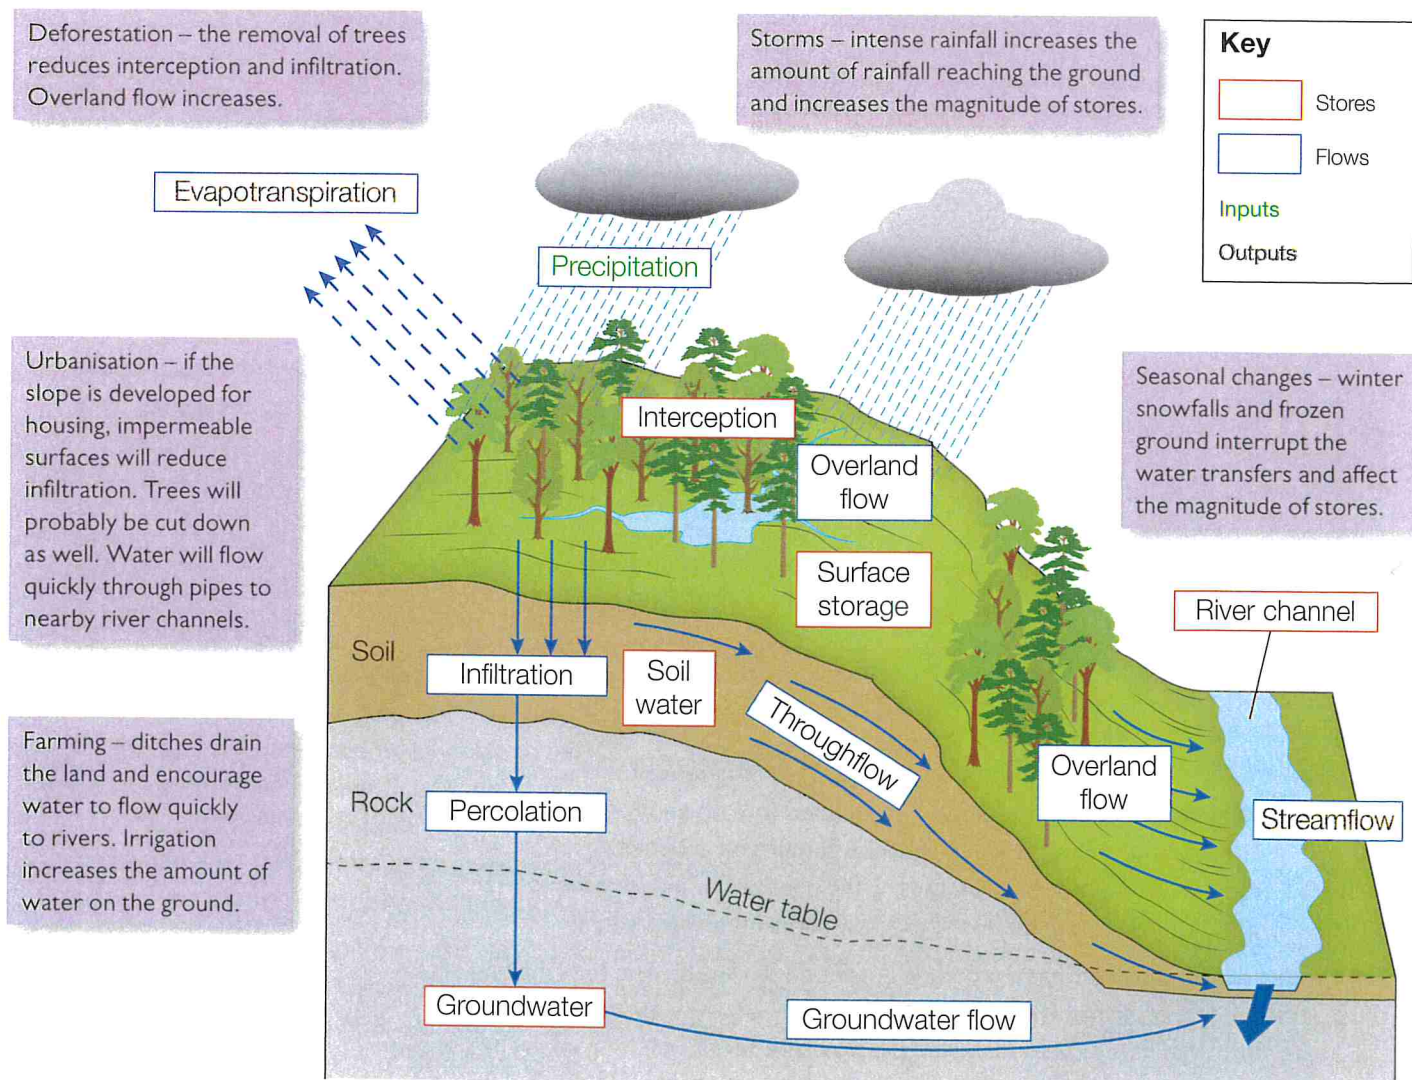 Deforestation – the removal of trees
reduces interception and infiltration.
Overland flow increases.
Storms – intense rainfall increases the
amount of rainfall reaching the ground
and increases the magnitude of stores.
Key
Stores
Flows
Inputs
Outputs
Evapotranspiration
Precipitation
Urbanisation – if the
slope is developed for
housing, impermeable
surfaces will reduce
infiltration. Trees will
probably be cut down
as well. Water will flow
quickly through pipes to
nearby river channels.
Seasonal changes – winter
snowfalls and frozen
ground interrupt the
water transfers and affect
the magnitude of stores.
Interception
Overland
flow
Surface
storage
River channel
Soil
Infiltration
Soil
water
Throughflow
Overland
flow
Streamflow
Farming – ditches drain
the land and encourage
water to flow quickly
to rivers. Irrigation
increases the amount of
water on the ground.
Rock
Percolation
Water table
Groundwater
Groundwater flow